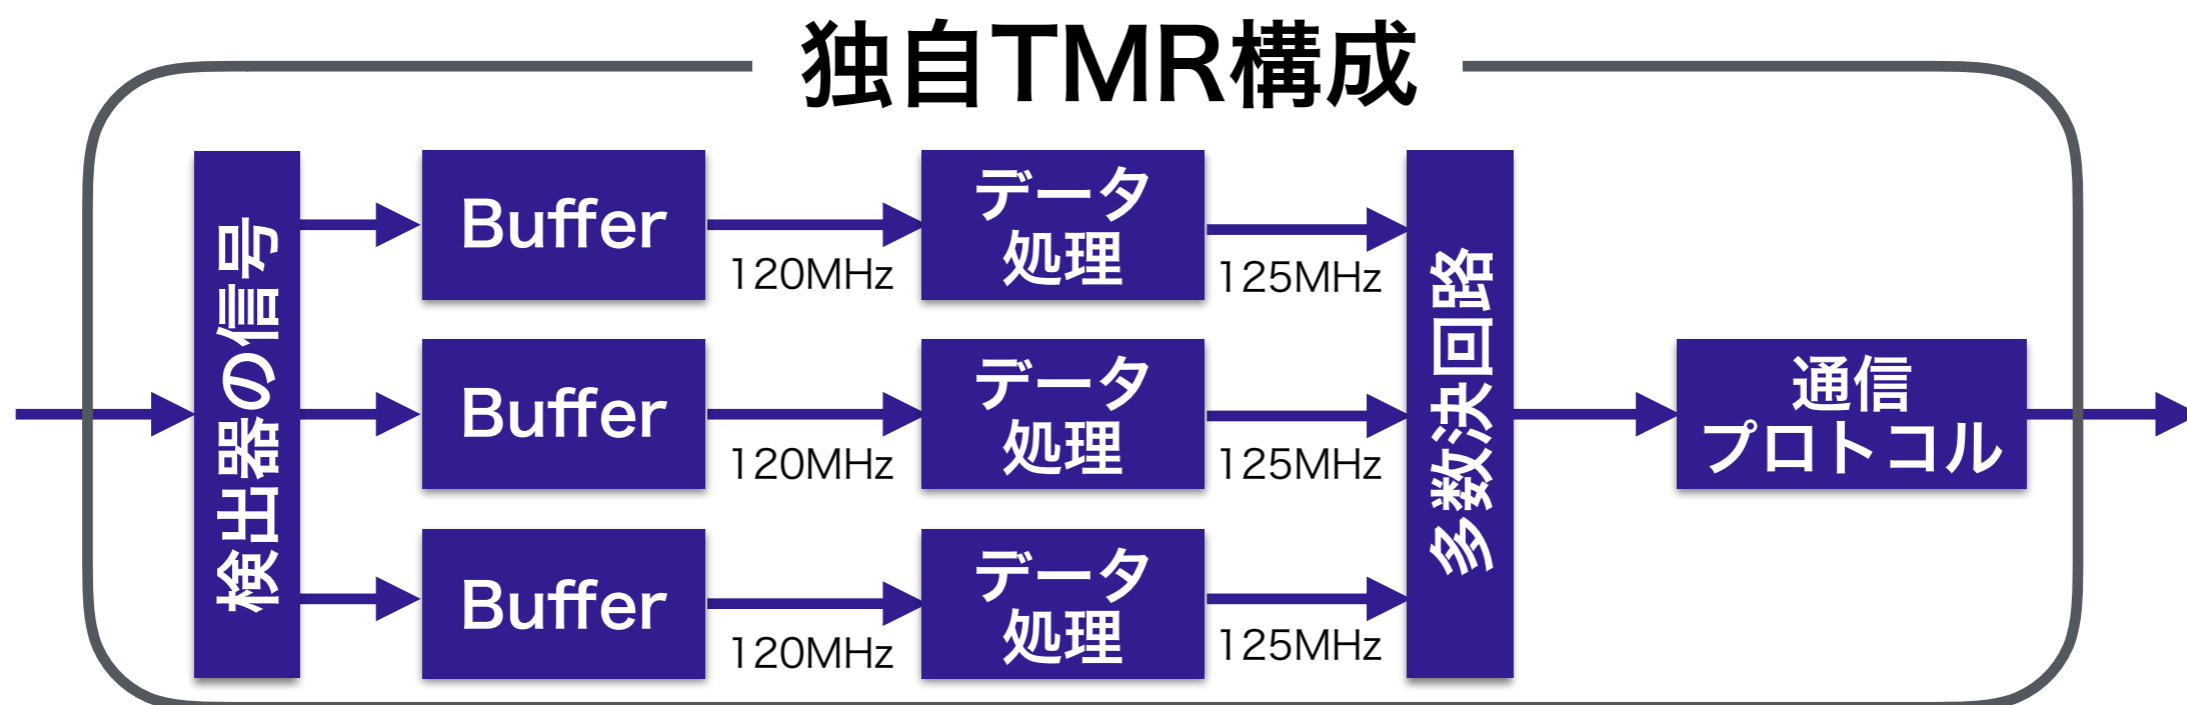 独自TMR構成
検出器の信号
Buffer
120MHz
データ
処理
125MHz
Buffer
120MHz
データ
処理
125MHz
Buffer
120MHz
データ
処理
125MHz
多数決回路
通信
プロトコル